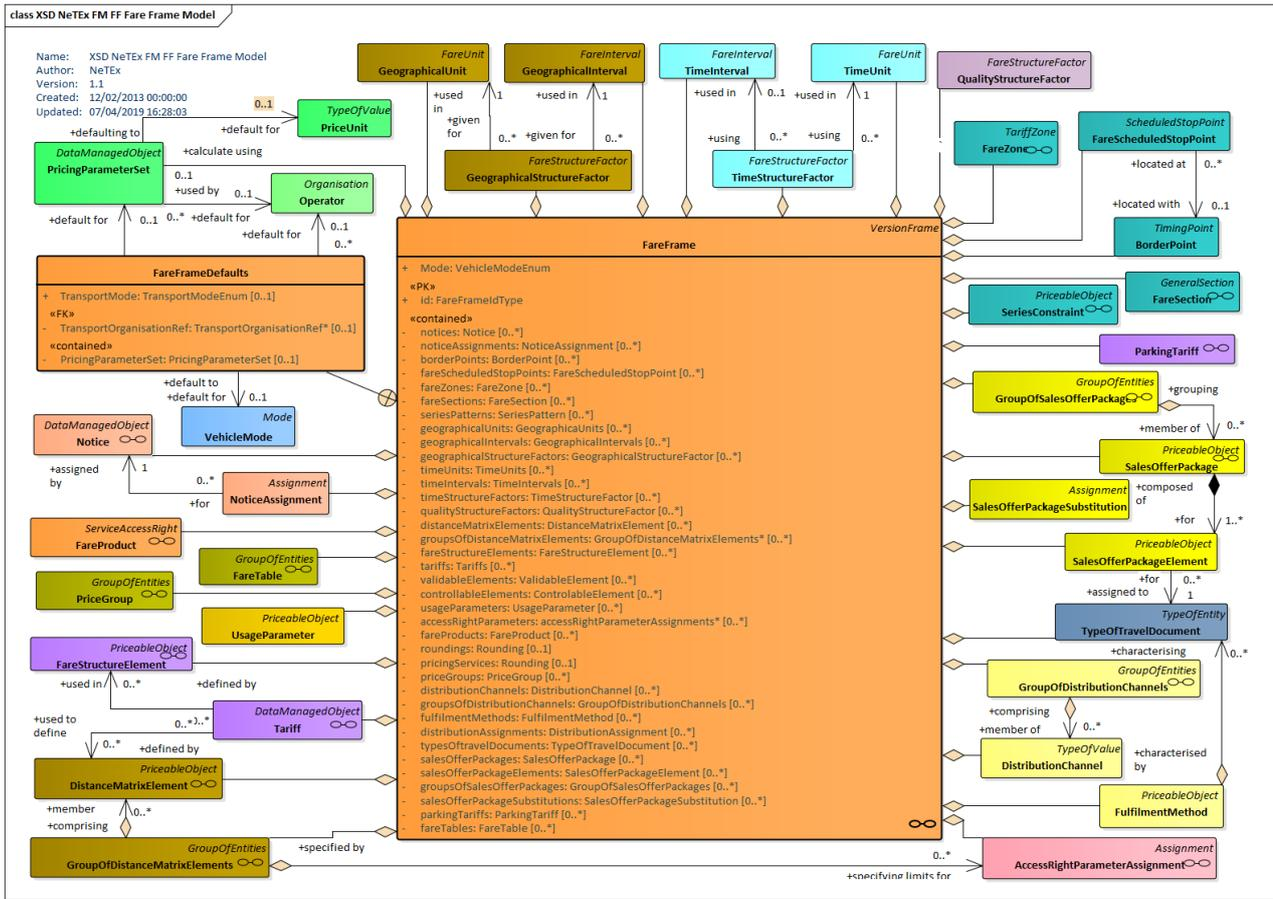 class XSD NeTEx FM FF Fare Frame Model
Name: XSD NeTEx FM FF Fare Frame Model
Author: NeTEx
Version: 1.1
Created: 12/02/2013 00:00:00
Updated: 07/04/2019 16:28:03
FareUnit
GeographicalUnit
FareInterval
GeographicalInterval
FareInterval
TimeInterval
FareUnit
TimeUnit
FareStructureFactor
QualityStructureFactor
+used in
1
+given for
0..*
+used in
1
+given for
0..*
+used in
0..1
+using
0..*
+used in
1
+using
0..*
FareStructureFactor
GeographicalStructureFactor
FareStructureFactor
TimeStructureFactor
TariffZone
FareZone
ScheduledStopPoint
FareScheduledStopPoint
+located at
0..*
+located with
0..1
TimingPoint
BorderPoint
0..1
+defaulting to
+default for
TypeOfValue
PriceUnit
DataManagedObject
PricingParameterSet
+calculate using
0..1
+used by
0..1
Organisation
Operator
+default for
0..1
0..*
+default for
+default for
0..1
0..*
FareFrameDefaults
+ TransportMode: TransportModeEnum [0..1]
«FK»
- TransportOrganisationRef: TransportOrganisationRef* [0..1]
«contained»
- PricingParameterSet: PricingParameterSet [0..1]
+default to
+default for
0..1
Mode
VehicleMode
VersionFrame
FareFrame
+ Mode: VehicleModeEnum
«PK»
+ id: FareFrameIdType
«contained»
- notices: Notice [0..*]
- noticeAssignments: NoticeAssignment [0..*]
- borderPoints: BorderPoint [0..*]
- fareScheduledStopPoints: FareScheduledStopPoint [0..*]
- fareZones: FareZone [0..*]
- fareSections: FareSection [0..*]
- seriesPatterns: SeriesPattern [0..*]
- geographicalUnits: GeographicaUnits [0..*]
- geographicalIntervals: GeographicalIntervals [0..*]
- geographicalStructureFactors: GeographicalStructureFactor [0..*]
- timeUnits: TimeUnits [0..*]
- timeIntervals: TimeIntervals [0..*]
- timeStructureFactors: TimeStructureFactor [0..*]
- qualityStructureFactors: QualityStructureFactor [0..*]
- distanceMatrixElements: DistanceMatrixElement [0..*]
- groupsOfDistanceMatrixElements: GroupOfDistanceMatrixElements* [0..*]
- fareStructureElements: FareStructureElement [0..*]
- tariffs: Tariffs [0..*]
- validableElements: ValidableElement [0..*]
- controllableElements: ControlableElement [0..*]
- usageParameters: UsageParameter [0..*]
- accessRightParameters: accessRightParameterAssignments* [0..*]
- fareProducts: FareProduct [0..*]
- roundings: Rounding [0..1]
- pricingServices: Rounding [0..1]
- priceGroups: PriceGroup [0..*]
- distributionChannels: DistributionChannel [0..*]
- groupsOfDistributionChannels: GroupOfDistributionChannels [0..*]
- fulfilmentMethods: FulfilmentMethod [0..*]
- distributionAssignments: DistributionAssignment [0..*]
- typesOftravelDocuments: TypeOfTravelDocument [0..*]
- salesOfferPackages: SalesOfferPackage [0..*]
- salesOfferPackageElements: SalesOfferPackageElement [0..*]
- groupsOfSalesOfferPackages: GroupOfSalesOfferPackages [0..*]
- salesOfferPackageSubstitutions: SalesOfferPackageSubstitution [0..*]
- parkingTariffs: ParkingTariff [0..*]
- fareTables: FareTable [0..*]
DataManagedObject
Notice
+assigned by
1
0..*
+for
Assignment
NoticeAssignment
ServiceAccessRight
FareProduct
GroupOfEntities
FareTable
GroupOfEntities
PriceGroup
PriceableObject
UsageParameter
PriceableObject
FareStructureElement
+used in
0..*
+defined by
+used to define
0..*
DataManagedObject
Tariff
0..*
+defined by
PriceableObject
DistanceMatrixElement
+member
0..*
+comprising
+specified by
GroupOfEntities
GroupOfDistanceMatrixElements
0..*
+specifying limits for
GeneralSection
FareSection
PriceableObject
SeriesConstraint
ParkingTariff
GroupOfEntities
GroupOfSalesOfferPackage
+grouping
+member of
0..*
PriceableObject
SalesOfferPackage
+composed of
Assignment
SalesOfferPackageSubstitution
+for
1..*
PriceableObject
SalesOfferPackageElement
+for
0..*
+assigned to
1
TypeOfEntity
TypeOfTravelDocument
+characterising
0..*
GroupOfEntities
GroupOfDistributionChannels
+comprising
+member of
0..*
TypeOfValue
DistributionChannel
+characterised by
PriceableObject
FulfilmentMethod
Assignment
AccessRightParameterAssignment